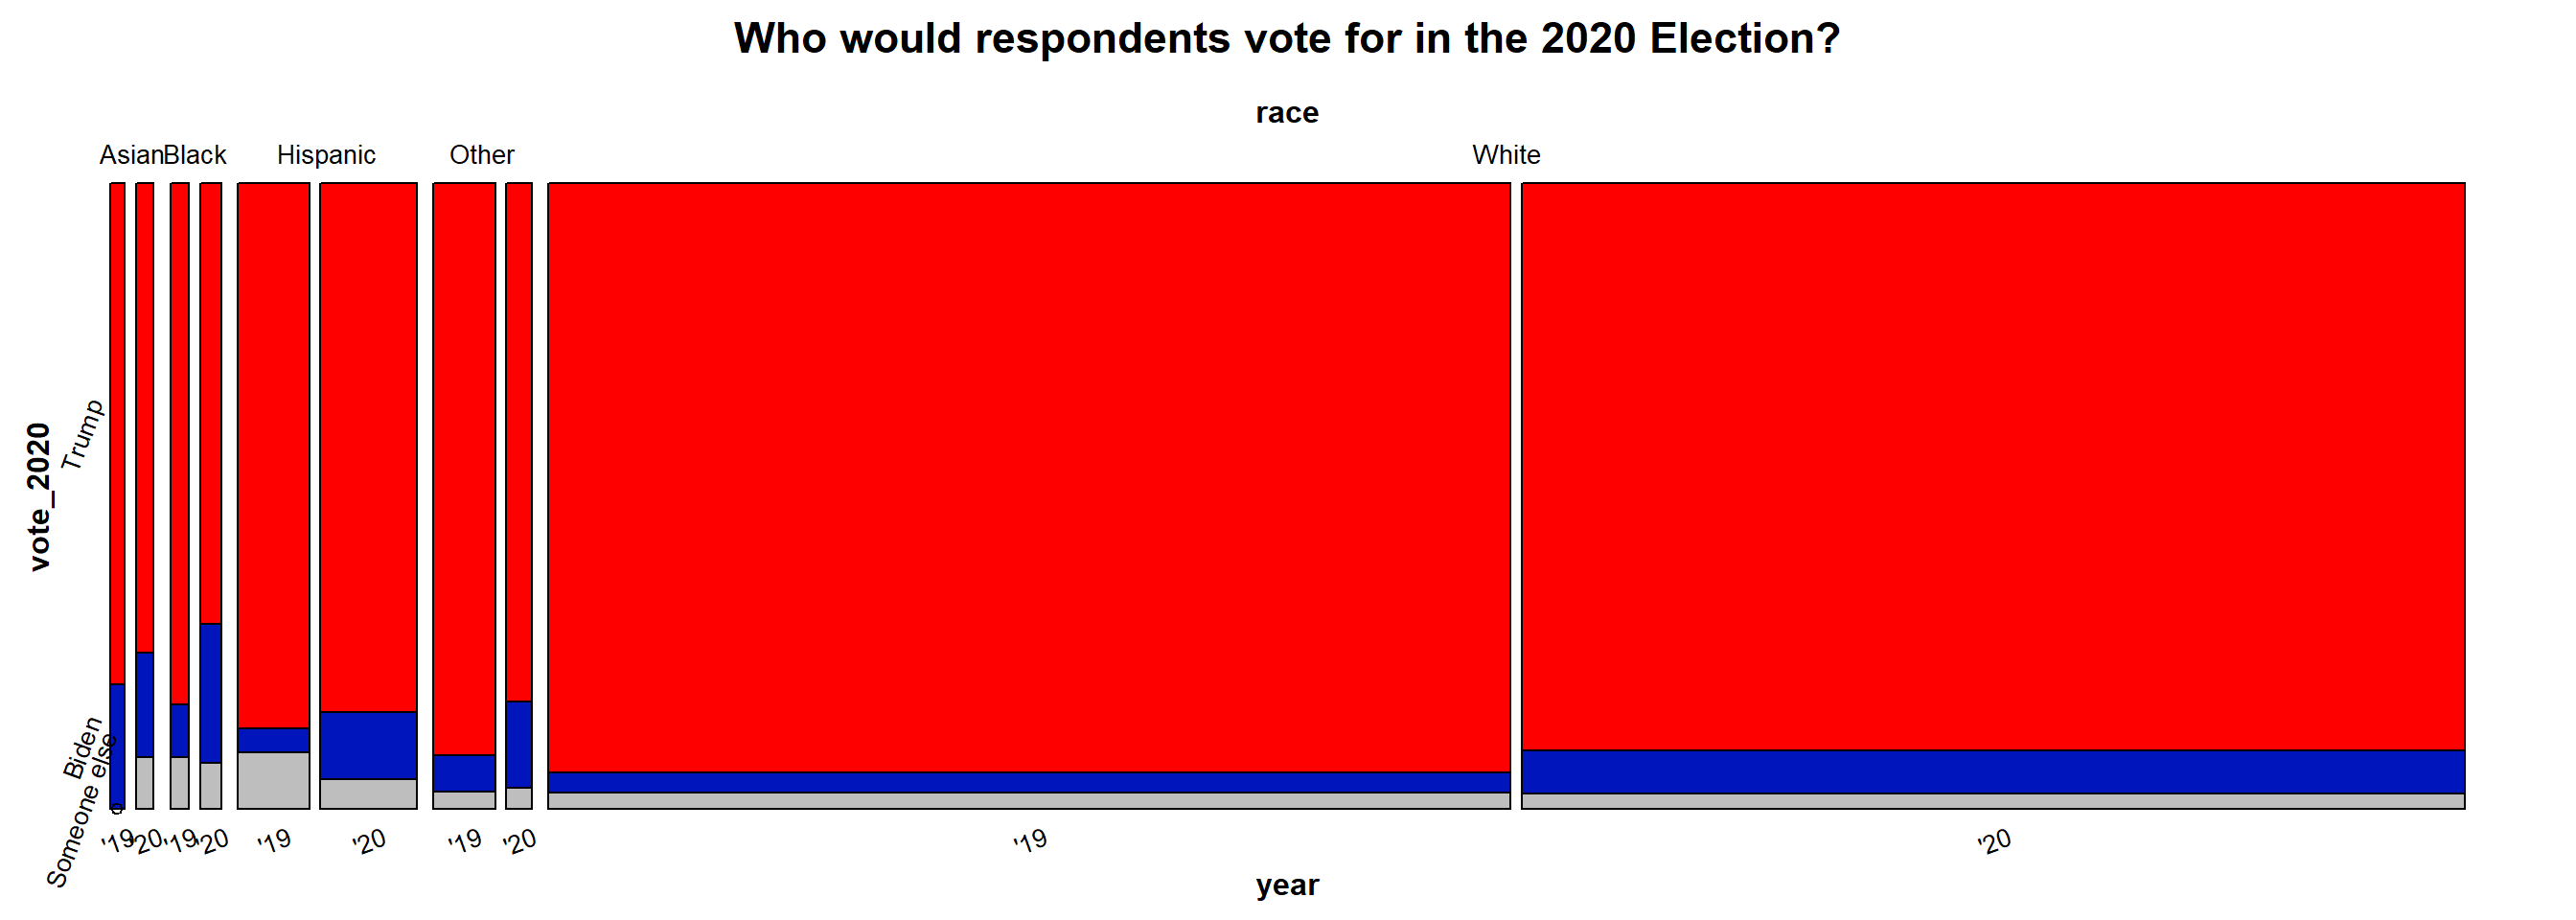 Who would respondents vote for in the 2020 Election?
race
Asian Black Hispanic Other White
vote_2020
Trump
Biden
Someone else
'19 '20 '19 '20 '19 '20 '19 '20 '19 '20
year